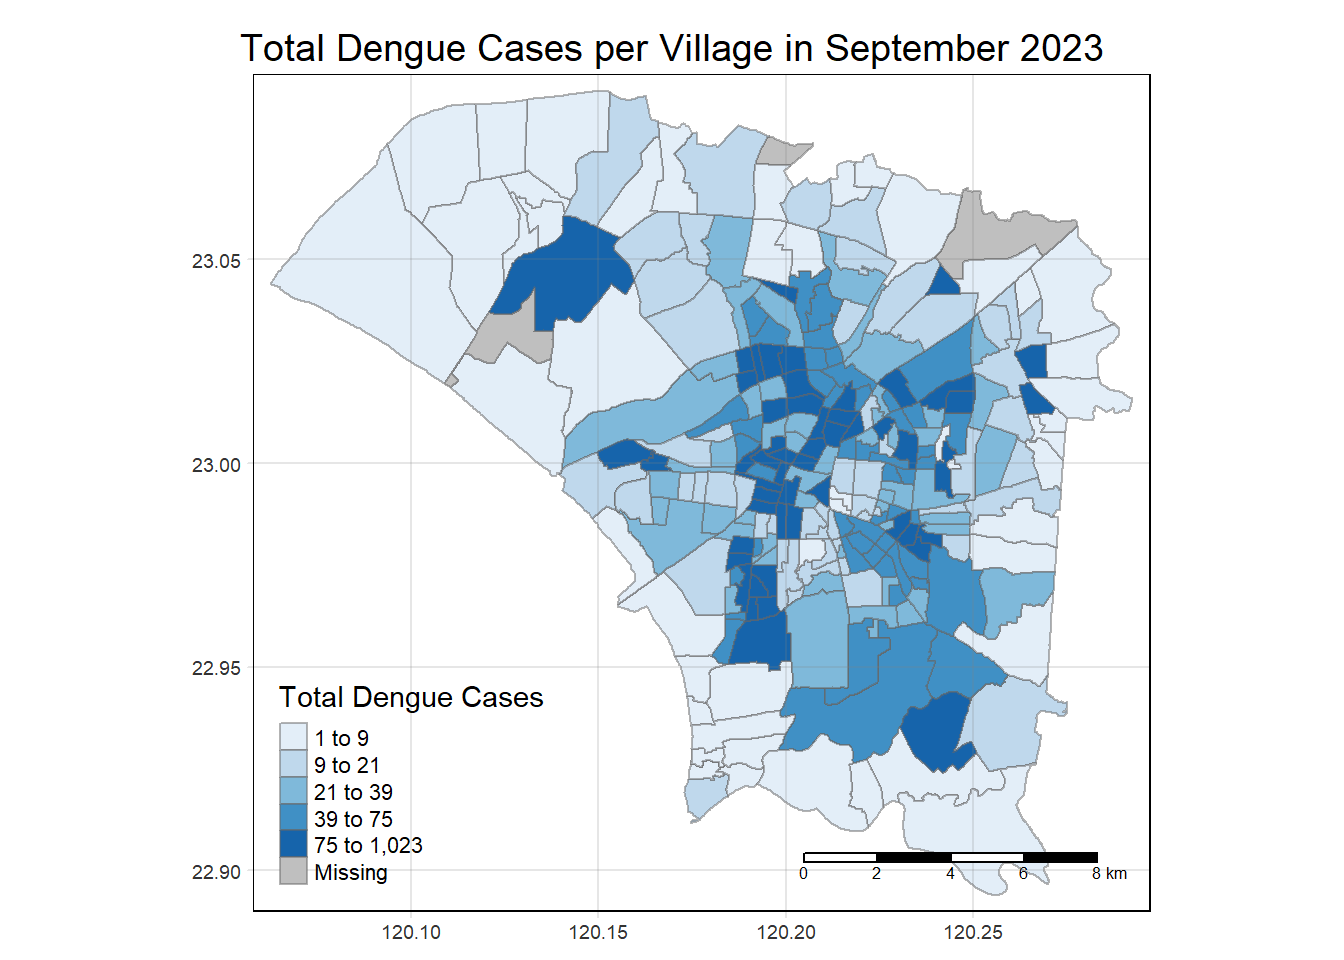 Total Dengue Cases per Village in September 2023
23.05
23.00
22.95
22.90
Total Dengue Cases
1 to 9
9 to 21
21 to 39
39 to 75
75 to 1,023
Missing
0 2 4 6 8 km
120.10 120.15 120.20 120.25